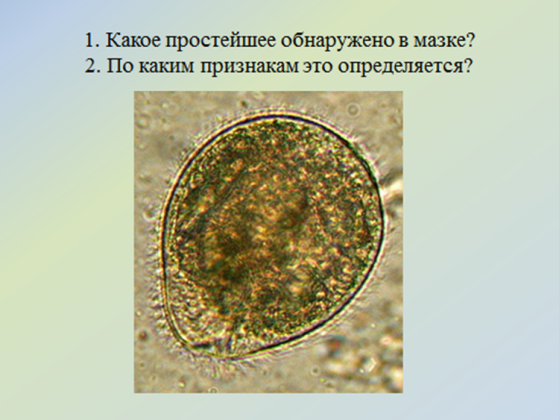 1. Какое простейшее обнаружено в мазке?
2. По каким признакам это определяется?